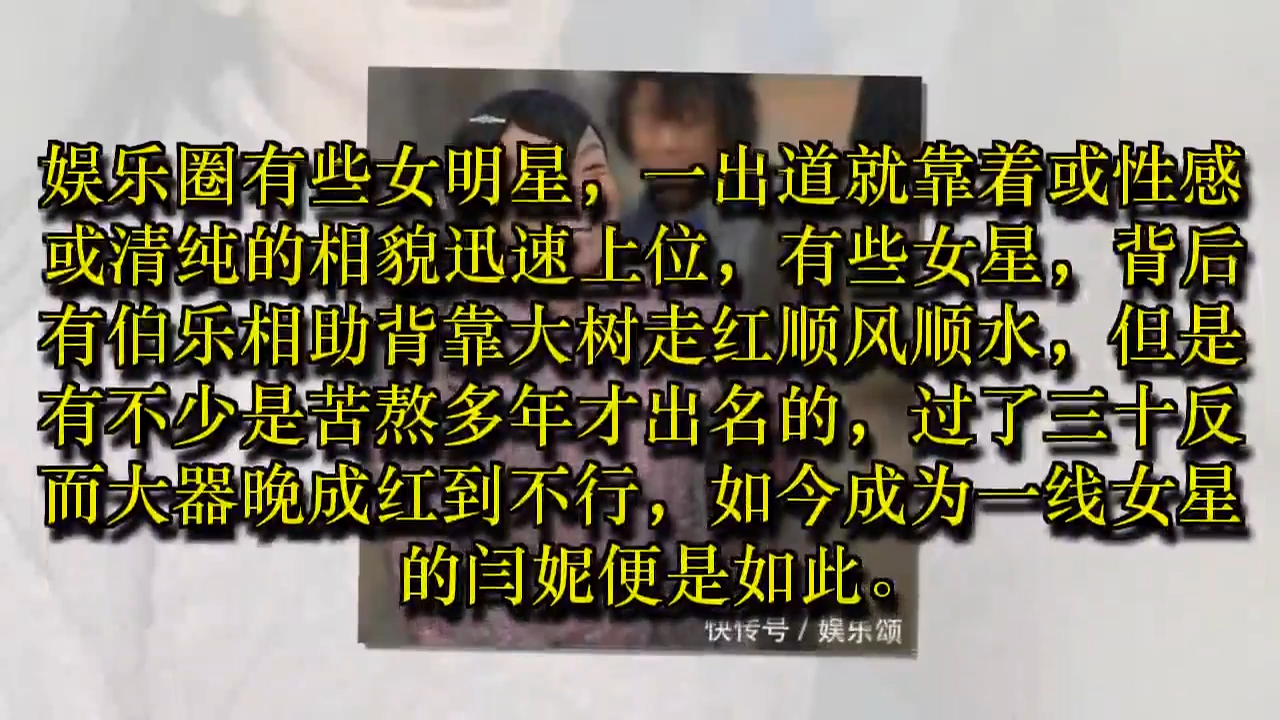 娱乐圈有些女明星，一出道就靠着或性感
或清纯的相貌迅速上位，有些女星，背后
有伯乐相助背靠大树走红顺风顺水，但是
有不少是苦熬多年才出名的，过了三十反
而大器晚成红到不行，如今成为一线女星
的闫妮便是如此。
快传号 / 娱乐颂